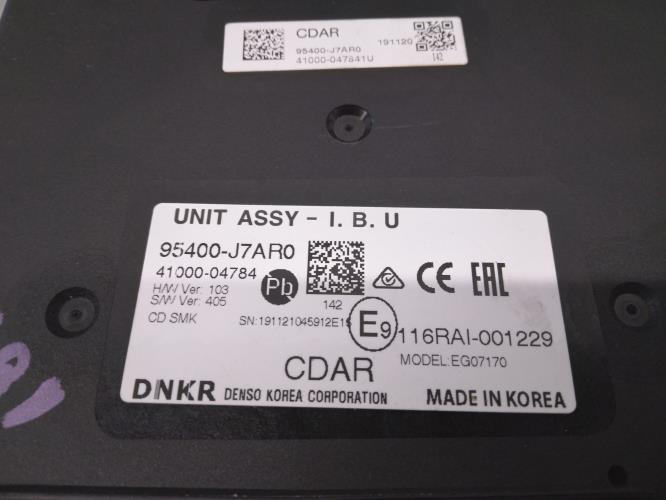 CDAR
95400-J7AR0 191120
41000-047841U 142
UNIT ASSY - I. B. U
95400-J7AR0
41000-04784
H/W Ver: 103
S/W Ver: 405
Pb
142
CE EAC
CD SMK SN:191121045912E15
E9 116RAI-001229
MODEL:EG07170
CDAR
DNKR DENSO KOREA CORPORATION MADE IN KOREA